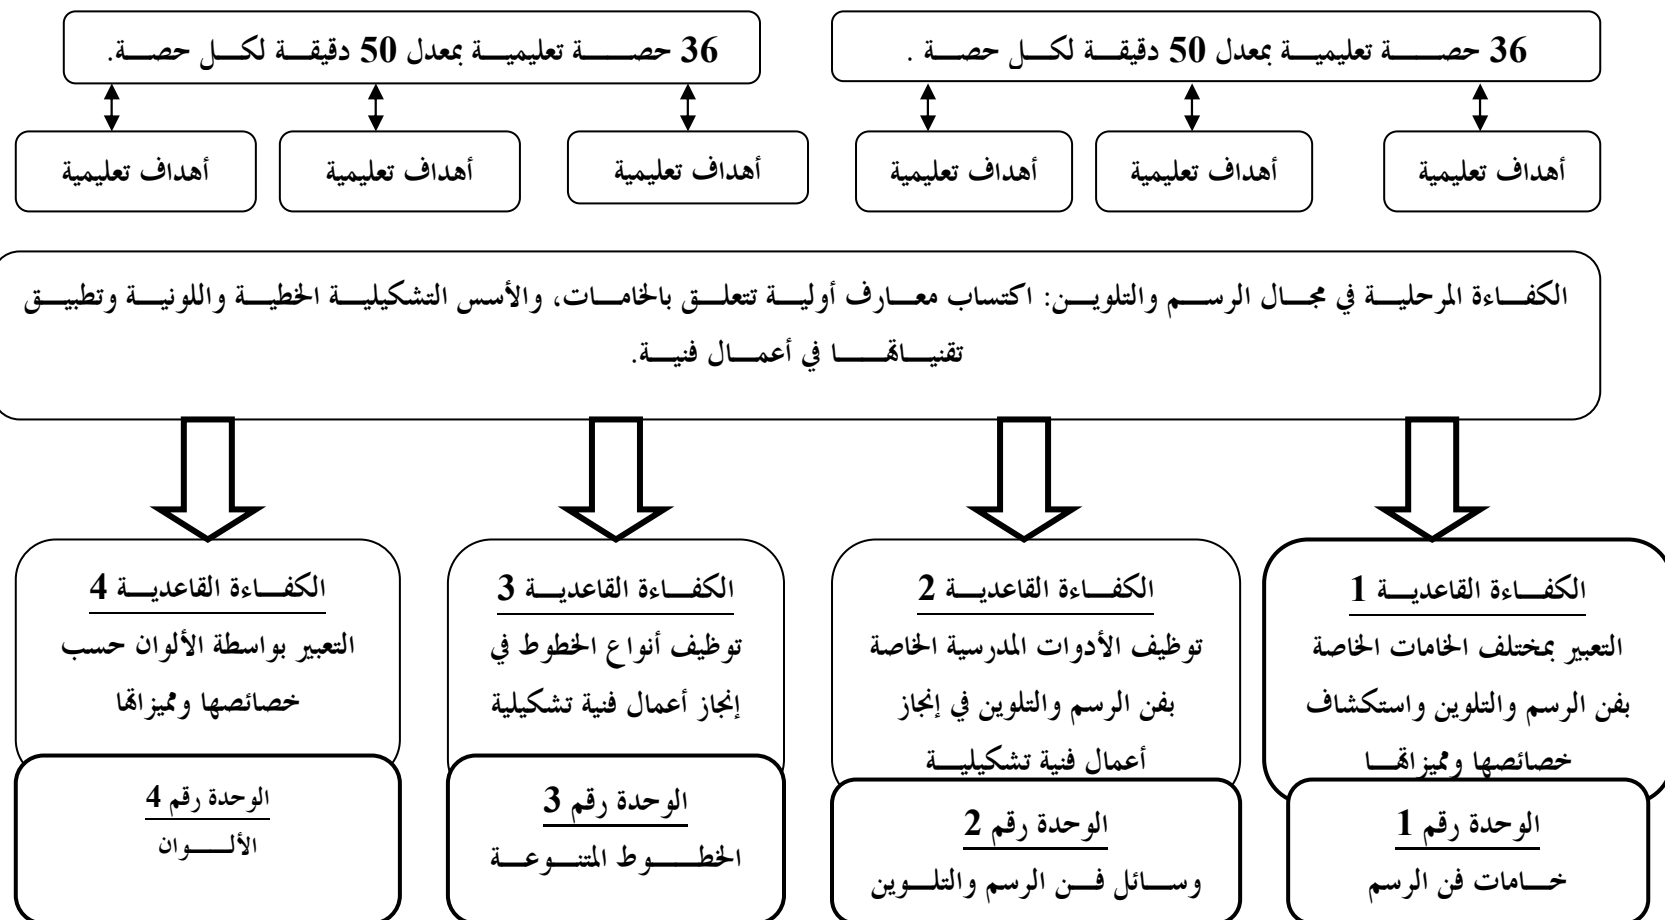 36 حصة تعليمية بمعدل 50 دقيقة لكل حصة .
36 حصة تعليمية بمعدل 50 دقيقة لكل حصة.
أهداف تعليمية
أهداف تعليمية
أهداف تعليمية
أهداف تعليمية
أهداف تعليمية
أهداف تعليمية
الكفاءة المرحلية في مجال الرسم والتلوين: اكتساب معارف أولية تتعلق بالخامات، والأسس التشكيلية الخطية واللونية وتطبيق
تقنياتها في أعمال فنية.
الكفاءة القاعدية 1
التعبير بمختلف الخامات الخاصة
بفن الرسم والتلوين واستكشاف
خصائصها ومميزاتها
الوحدة رقم 1
خامات فن الرسم
الكفاءة القاعدية 2
توظيف الأدوات المدرسية الخاصة
بفن الرسم والتلوين في إنجاز
أعمال فنية تشكيلية
الوحدة رقم 2
وسائل فن الرسم والتلوين
الكفاءة القاعدية 3
توظيف أنواع الخطوط في
إنجاز أعمال فنية تشكيلية
الوحدة رقم 3
الخطوط المتنوعة
الكفاءة القاعدية 4
التعبير بواسطة الألوان حسب
خصائصها ومميزاتها
الوحدة رقم 4
الألوان